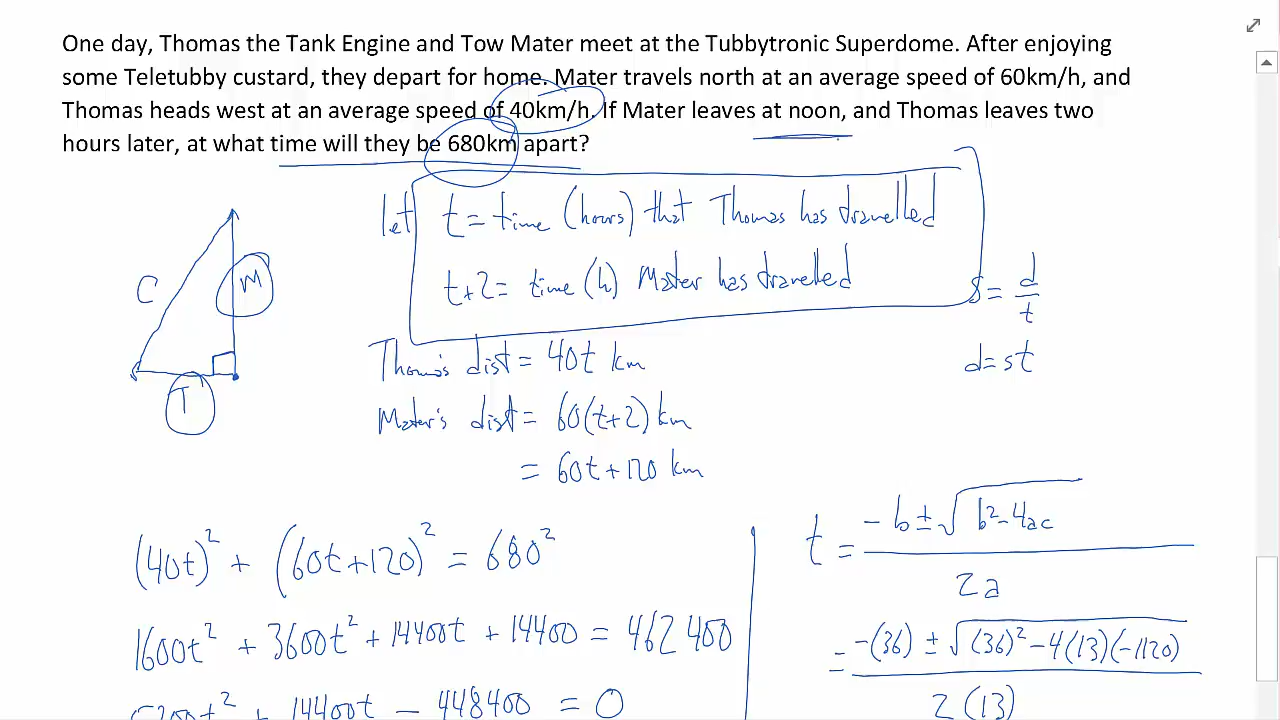 One day, Thomas the Tank Engine and Tow Mater meet at the Tubbytronic Superdome. After enjoying
some Teletubby custard, they depart for home. Mater travels north at an average speed of 60km/h, and
Thomas heads west at an average speed of 40km/h. If Mater leaves at noon, and Thomas leaves two
hours later, at what time will they be 680km apart?
let t = time (hours) that Thomas has travelled
t+2 = time (h) Mater has travelled
C
M
T
s = d/t
d = st
Thomas's dist = 40t km
Mater's dist = 60(t+2) km
= 60t + 120 km
(40t)² + (60t+120)² = 680²
1600t² + 3600t² + 14400t + 14400 = 462 400
5200t² + 14400t - 448400 = 0
t = -b ± √b²-4ac
2a
= -(36) ± √(36)² - 4(13)(-1120)
2(13)